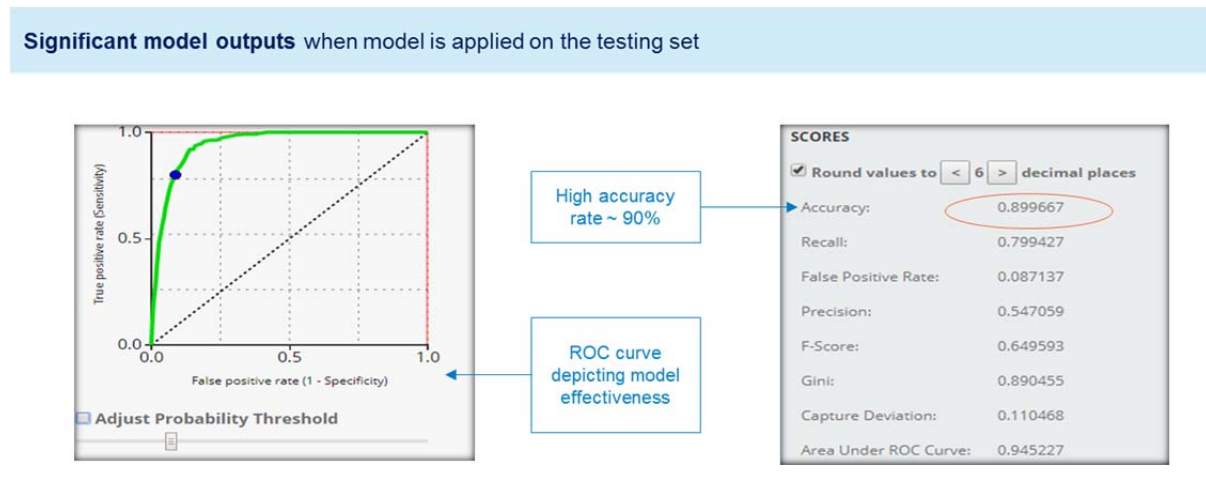 Significant model outputs when model is applied on the testing set
1.0
0.5
0.0
True positive rate (Sensitivity)
0.0 0.5 1.0
False positive rate (1 - Specificity)
Adjust Probability Threshold
High accuracy
rate ~ 90%
ROC curve
depicting model
effectiveness
SCORES
Round values to < 6 > decimal places
Accuracy: 0.899667
Recall: 0.799427
False Positive Rate: 0.087137
Precision: 0.547059
F-Score: 0.649593
Gini: 0.890455
Capture Deviation: 0.110468
Area Under ROC Curve: 0.945227